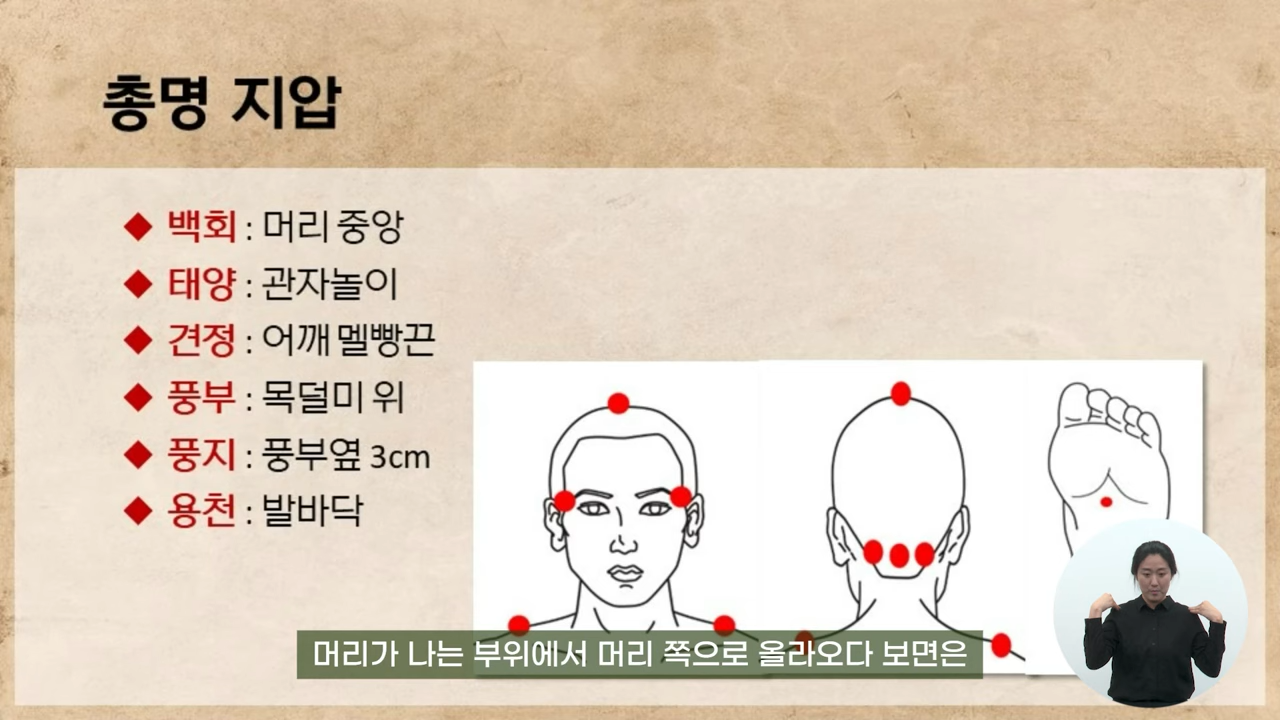 총명 지압
◆ 백회 : 머리 중앙
◆ 태양 : 관자놀이
◆ 견정 : 어깨 멜빵끈
◆ 풍부 : 목덜미 위
◆ 풍지 : 풍부옆 3cm
◆ 용천 : 발바닥
머리가 나는 부위에서 머리 쪽으로 올라오다 보면은